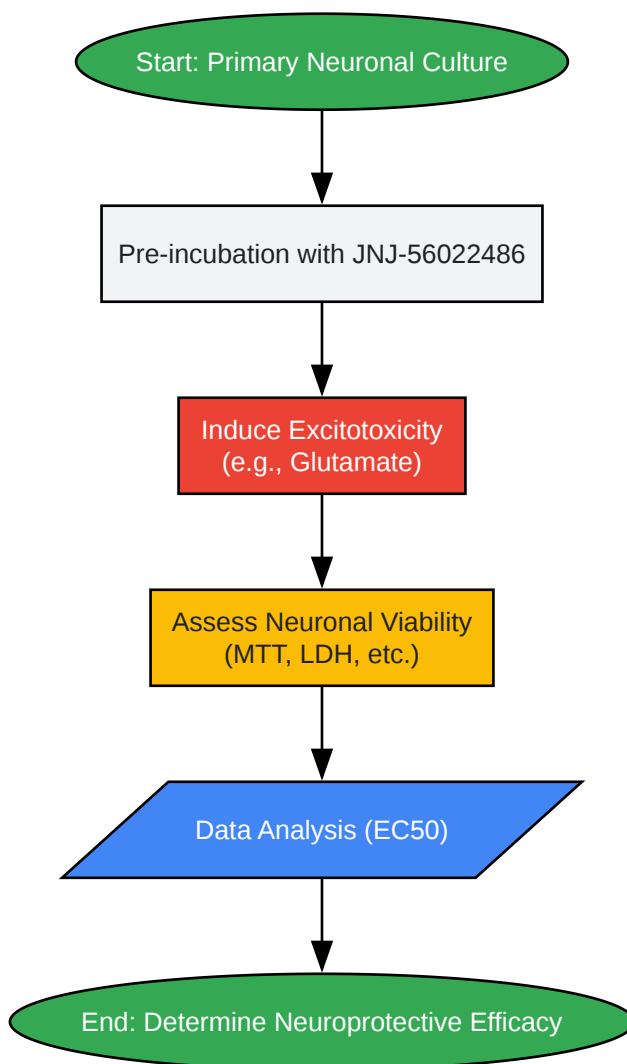 Start: Primary Neuronal Culture
Pre-incubation with JNJ-56022486
Induce Excitotoxicity
(e.g., Glutamate)
Assess Neuronal Viability
(MTT, LDH, etc.)
Data Analysis (EC50)
End: Determine Neuroprotective Efficacy